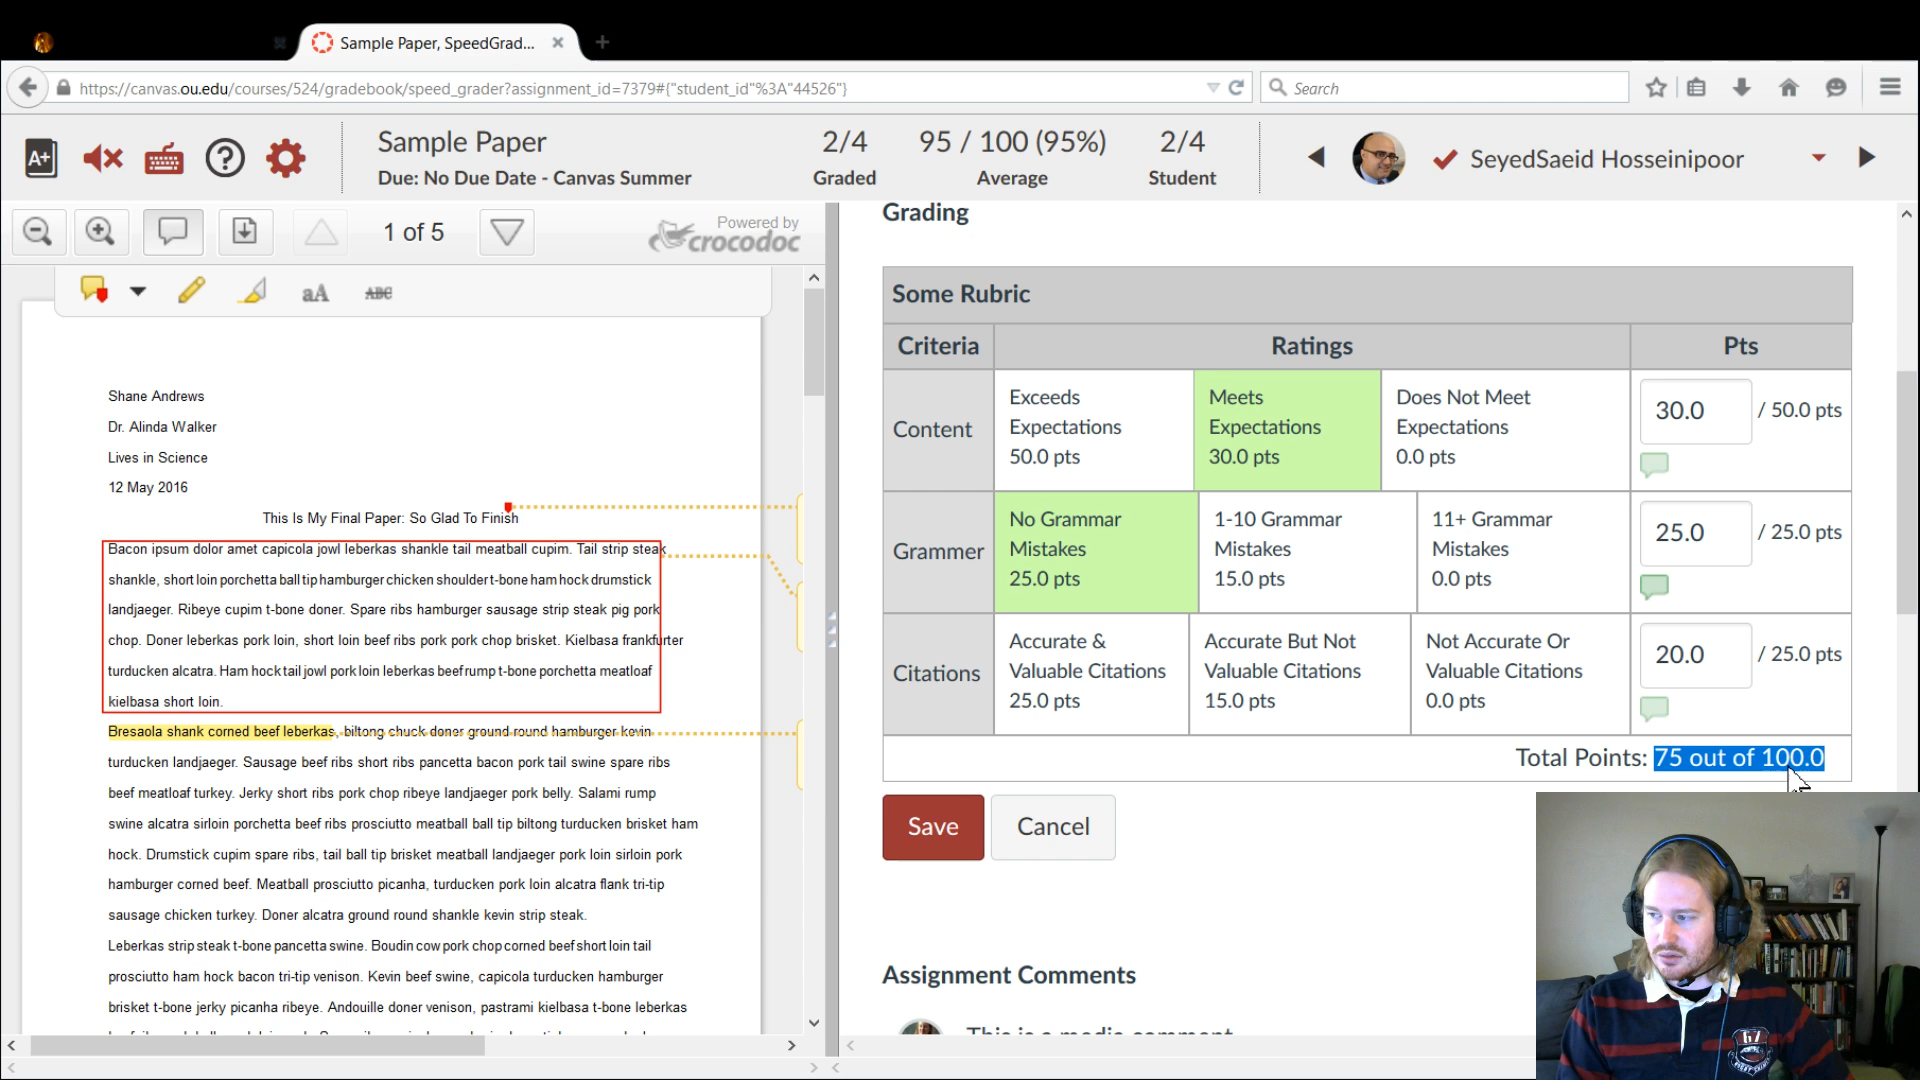 Sample Paper, SpeedGrad...
https://canvas.ou.edu/courses/524/gradebook/speed_grader?assignment_id=7379#{"student_id"%3A"44526"}
Search
A+
Sample Paper
Due: No Due Date - Canvas Summer
2/4
Graded
95 / 100 (95%)
Average
2/4
Student
SeyedSaeid Hosseinipoor
1 of 5
Powered by
crocodoc
aA
ABC
Shane Andrews
Dr. Alinda Walker
Lives in Science
12 May 2016
This Is My Final Paper: So Glad To Finish
Bacon ipsum dolor amet capicola jowl leberkas shankle tail meatball cupim. Tail strip steak
shankle, short loin porchetta ball tip hamburger chicken shoulder t-bone ham hock drumstick
landjaeger. Ribeye cupim t-bone doner. Spare ribs hamburger sausage strip steak pig pork
chop. Doner leberkas pork loin, short loin beef ribs pork pork chop brisket. Kielbasa frankfurter
turducken alcatra. Ham hock tail jowl pork loin leberkas beef rump t-bone porchetta meatloaf
kielbasa short loin.
Bresaola shank corned beef leberkas, biltong chuck doner ground round hamburger kevin
turducken landjaeger. Sausage beef ribs short ribs pancetta bacon pork tail swine spare ribs
beef meatloaf turkey. Jerky short ribs pork chop ribeye landjaeger pork belly. Salami rump
swine alcatra sirloin porchetta beef ribs prosciutto meatball ball tip biltong turducken brisket ham
hock. Drumstick cupim spare ribs, tail ball tip brisket meatball landjaeger pork loin sirloin pork
hamburger corned beef. Meatball prosciutto picanha, turducken pork loin alcatra flank tri-tip
sausage chicken turkey. Doner alcatra ground round shankle kevin strip steak.
Leberkas strip steak t-bone pancetta swine. Boudin cow pork chop corned beef short loin tail
prosciutto ham hock bacon tri-tip venison. Kevin beef swine, capicola turducken hamburger
brisket t-bone jerky picanha ribeye. Andouille doner venison, pastrami kielbasa t-bone leberkas
Grading
Some Rubric
Criteria
Ratings
Pts
Content
Exceeds
Expectations
50.0 pts
Meets
Expectations
30.0 pts
Does Not Meet
Expectations
0.0 pts
30.0
/ 50.0 pts
Grammer
No Grammar
Mistakes
25.0 pts
1-10 Grammar
Mistakes
15.0 pts
11+ Grammar
Mistakes
0.0 pts
25.0
/ 25.0 pts
Citations
Accurate &
Valuable Citations
25.0 pts
Accurate But Not
Valuable Citations
15.0 pts
Not Accurate Or
Valuable Citations
0.0 pts
20.0
/ 25.0 pts
Total Points: 75 out of 100.0
Save
Cancel
Assignment Comments
This is a media comment
67